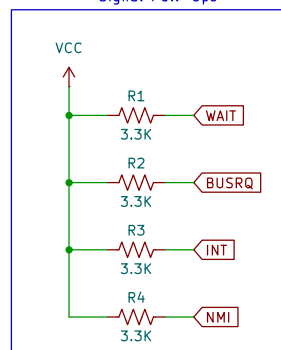 VCC
R1
WAIT
3.3K
R2
BUSRQ
3.3K
R3
INT
3.3K
R4
NMI
3.3K